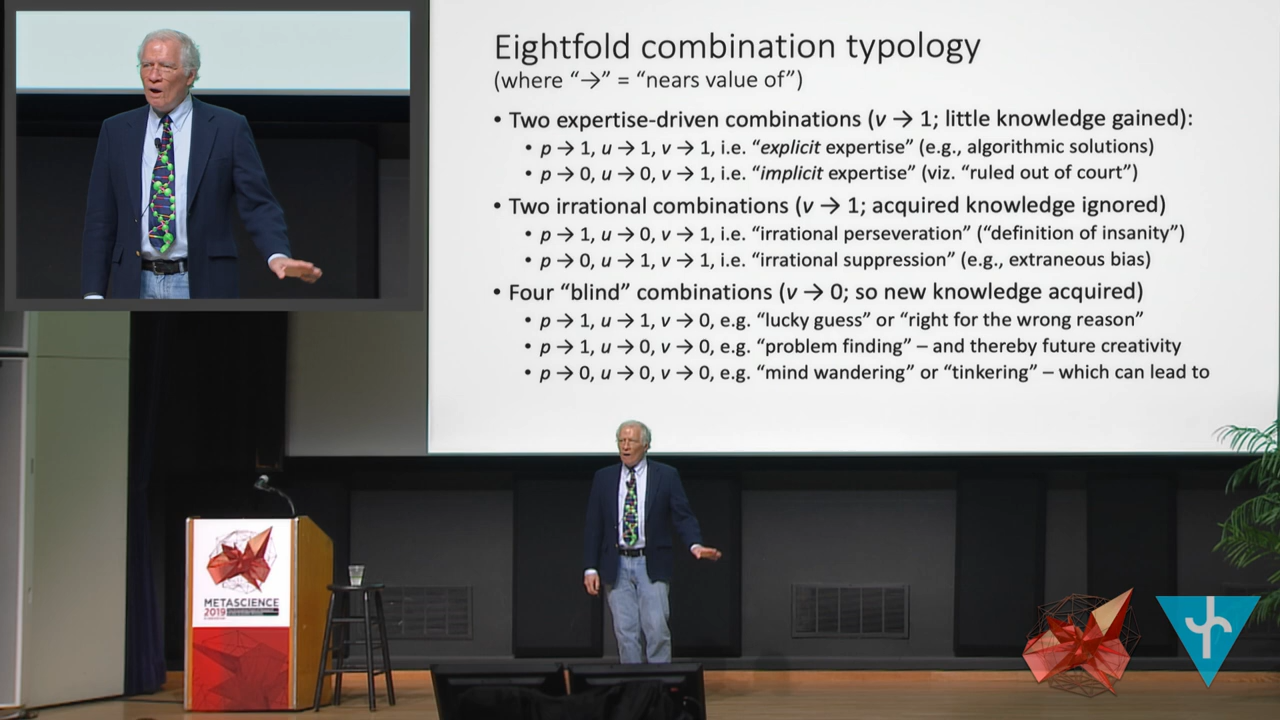 Eightfold combination typology
(where “→” = “nears value of”)
• Two expertise-driven combinations (v → 1; little knowledge gained):
• p → 1, u → 1, v → 1, i.e. “explicit expertise” (e.g., algorithmic solutions)
• p → 0, u → 0, v → 1, i.e. “implicit expertise” (viz. “ruled out of court”)
• Two irrational combinations (v → 1; acquired knowledge ignored)
• p → 1, u → 0, v → 1, i.e. “irrational perseveration” (“definition of insanity”)
• p → 0, u → 1, v → 1, i.e. “irrational suppression” (e.g., extraneous bias)
• Four “blind” combinations (v → 0; so new knowledge acquired)
• p → 1, u → 1, v → 0, e.g. “lucky guess” or “right for the wrong reason”
• p → 1, u → 0, v → 0, e.g. “problem finding” – and thereby future creativity
• p → 0, u → 0, v → 0, e.g. “mind wandering” or “tinkering” – which can lead to
METASCIENCE
2019